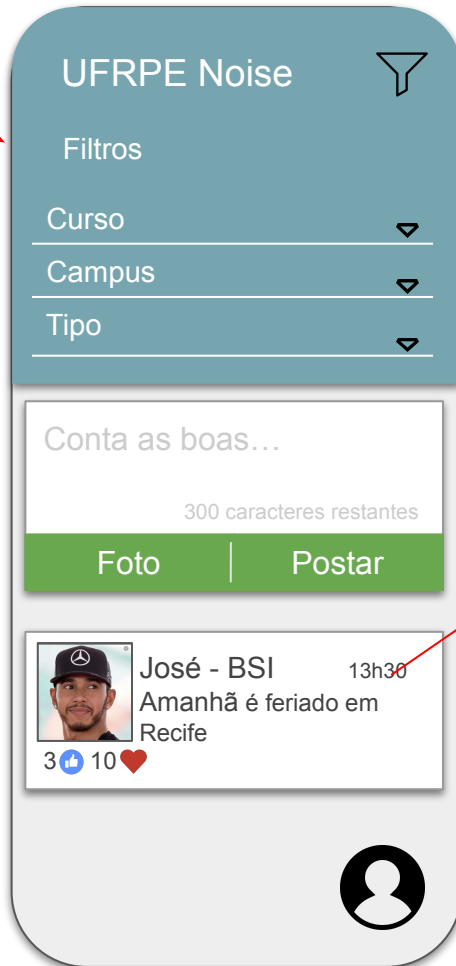 UFRPE Noise
Filtros
Curso
Campus
Tipo
Conta as boas...
300 caracteres restantes
Foto Postar
José - BSI 13h30
Amanhã é feriado em
Recife
3 10